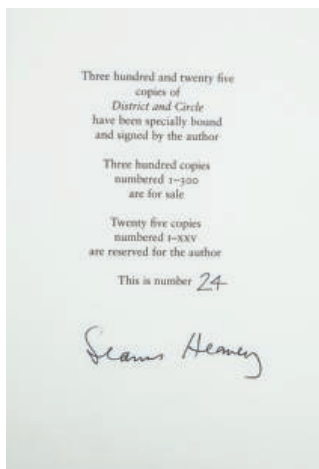 Three hundred and twenty five
copies of
District and Circle
have been specially bound
and signed by the author
Three hundred copies
numbered 1–300
are for sale
Twenty five copies
numbered I–XXV
are reserved for the author
This is number 24
Seamus Heaney